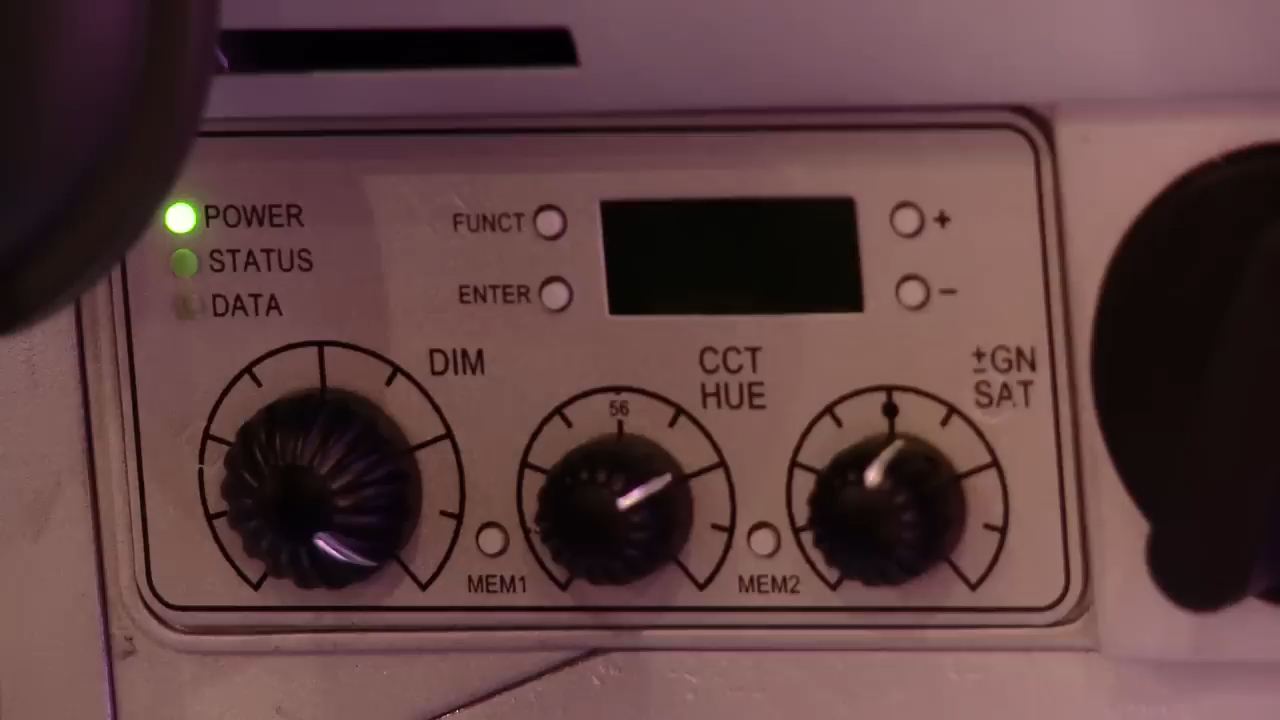 POWER
STATUS
DATA
FUNCT
ENTER
+
−
DIM
CCT
HUE
±GN
SAT
56
MEM1
MEM2